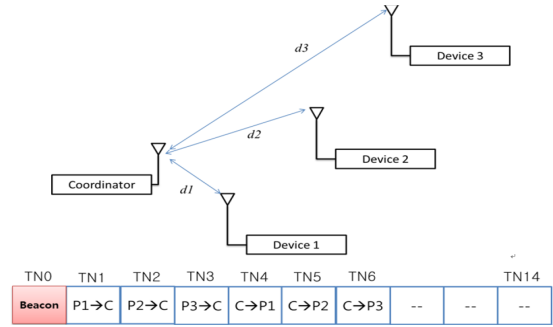 d3
Device 3
d2
Device 2
Coordinator
d1
Device 1
TN0 TN1 TN2 TN3 TN4 TN5 TN6 TN14
Beacon P1→C P2→C P3→C C→P1 C→P2 C→P3 -- -- --